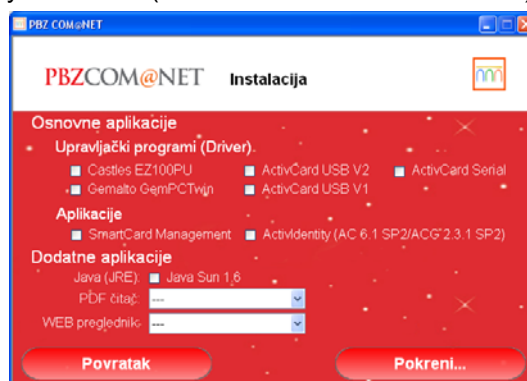 PBZ COM@NET
PBZCOM@NET Instalacija
Osnovne aplikacije
Upravljački programi (Driver)
Castles EZ100PU ActivCard USB V2 ActivCard Serial
Gemalto GemPCTwin ActivCard USB V1
Aplikacije
SmartCard Management ActivIdentity (AC 6.1 SP2/ACG 2.3.1 SP2)
Dodatne aplikacije
Java (JRE): Java Sun 1,6
PDF čitač: ---
WEB preglednik: ---
Povratak Pokreni...